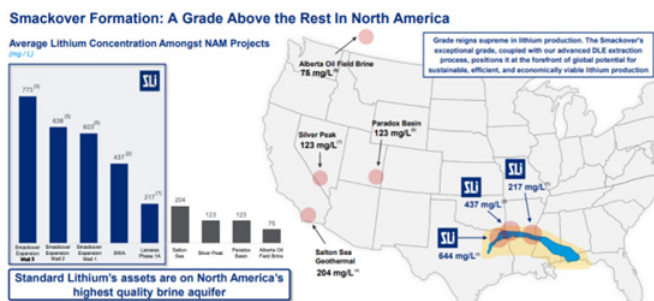 Smackover Formation: A Grade Above the Rest In North America
Average Lithium Concentration Amongst NAM Projects
(mg / L)
SLi
773
638
603
437
217
204
123
123
75
Smackover Expansion Well 3
Smackover Expansion Well 2
Smackover Expansion Well 1
SWA
Lanxess Phase 1A
Salton Sea
Silver Peak
Paradox Basin
Alberta Oil Field Brine
Standard Lithium's assets are on North America's
highest quality brine aquifer
Grade reigns supreme in lithium production. The Smackover's
exceptional grade, coupled with our advanced DLE extraction
process, positions it at the forefront of global potential for
sustainable, efficient, and economically viable lithium production
Alberta Oil Field Brine
75 mg/L
Silver Peak
123 mg/L
Paradox Basin
123 mg/L
SLi
437 mg/L
SLi
217 mg/L
SLi
644 mg/L
Salton Sea
Geothermal
204 mg/L